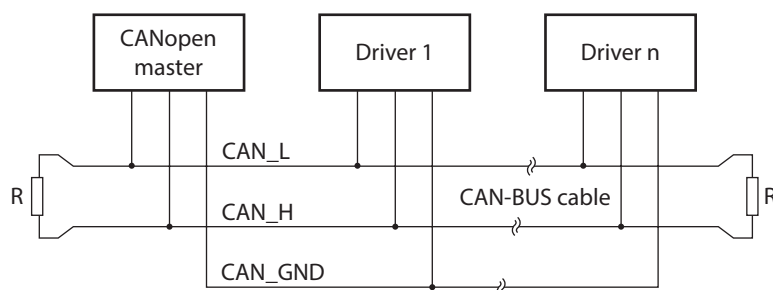 CANopen
master
Driver 1
Driver n
CAN_L
R
CAN-BUS cable
R
CAN_H
CAN_GND